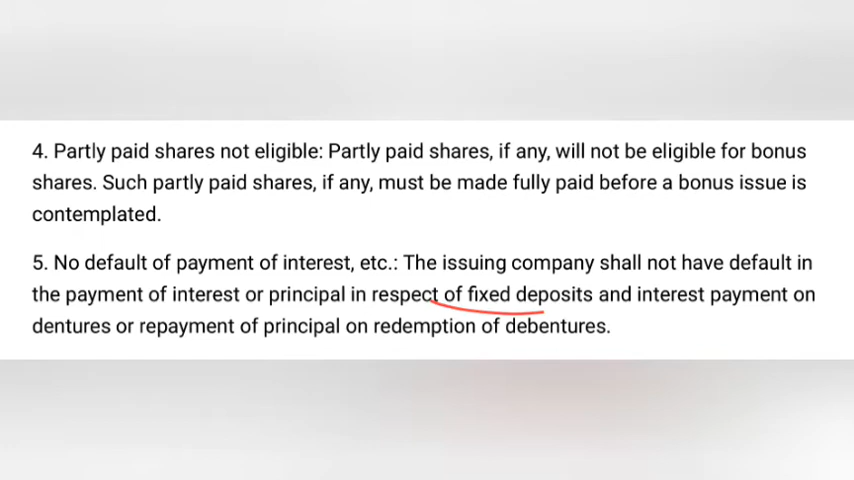 4. Partly paid shares not eligible: Partly paid shares, if any, will not be eligible for bonus
shares. Such partly paid shares, if any, must be made fully paid before a bonus issue is
contemplated.
5. No default of payment of interest, etc.: The issuing company shall not have default in
the payment of interest or principal in respect of fixed deposits and interest payment on
dentures or repayment of principal on redemption of debentures.